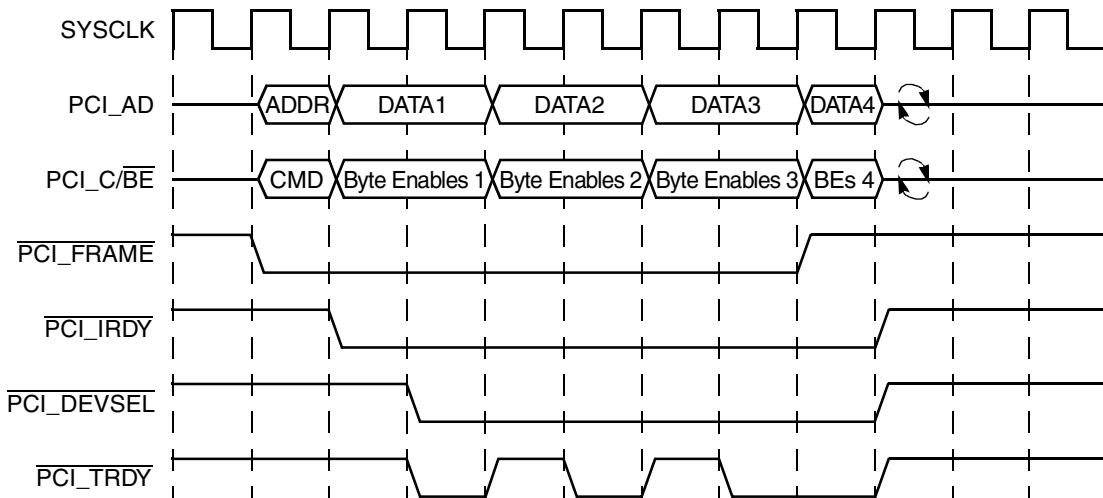 SYSCLK
PCI_AD ADDR DATA1 DATA2 DATA3 DATA4
PCI_C/BE CMD Byte Enables 1 Byte Enables 2 Byte Enables 3 BEs 4
PCI_FRAME
PCI_IRDY
PCI_DEVSEL
PCI_TRDY